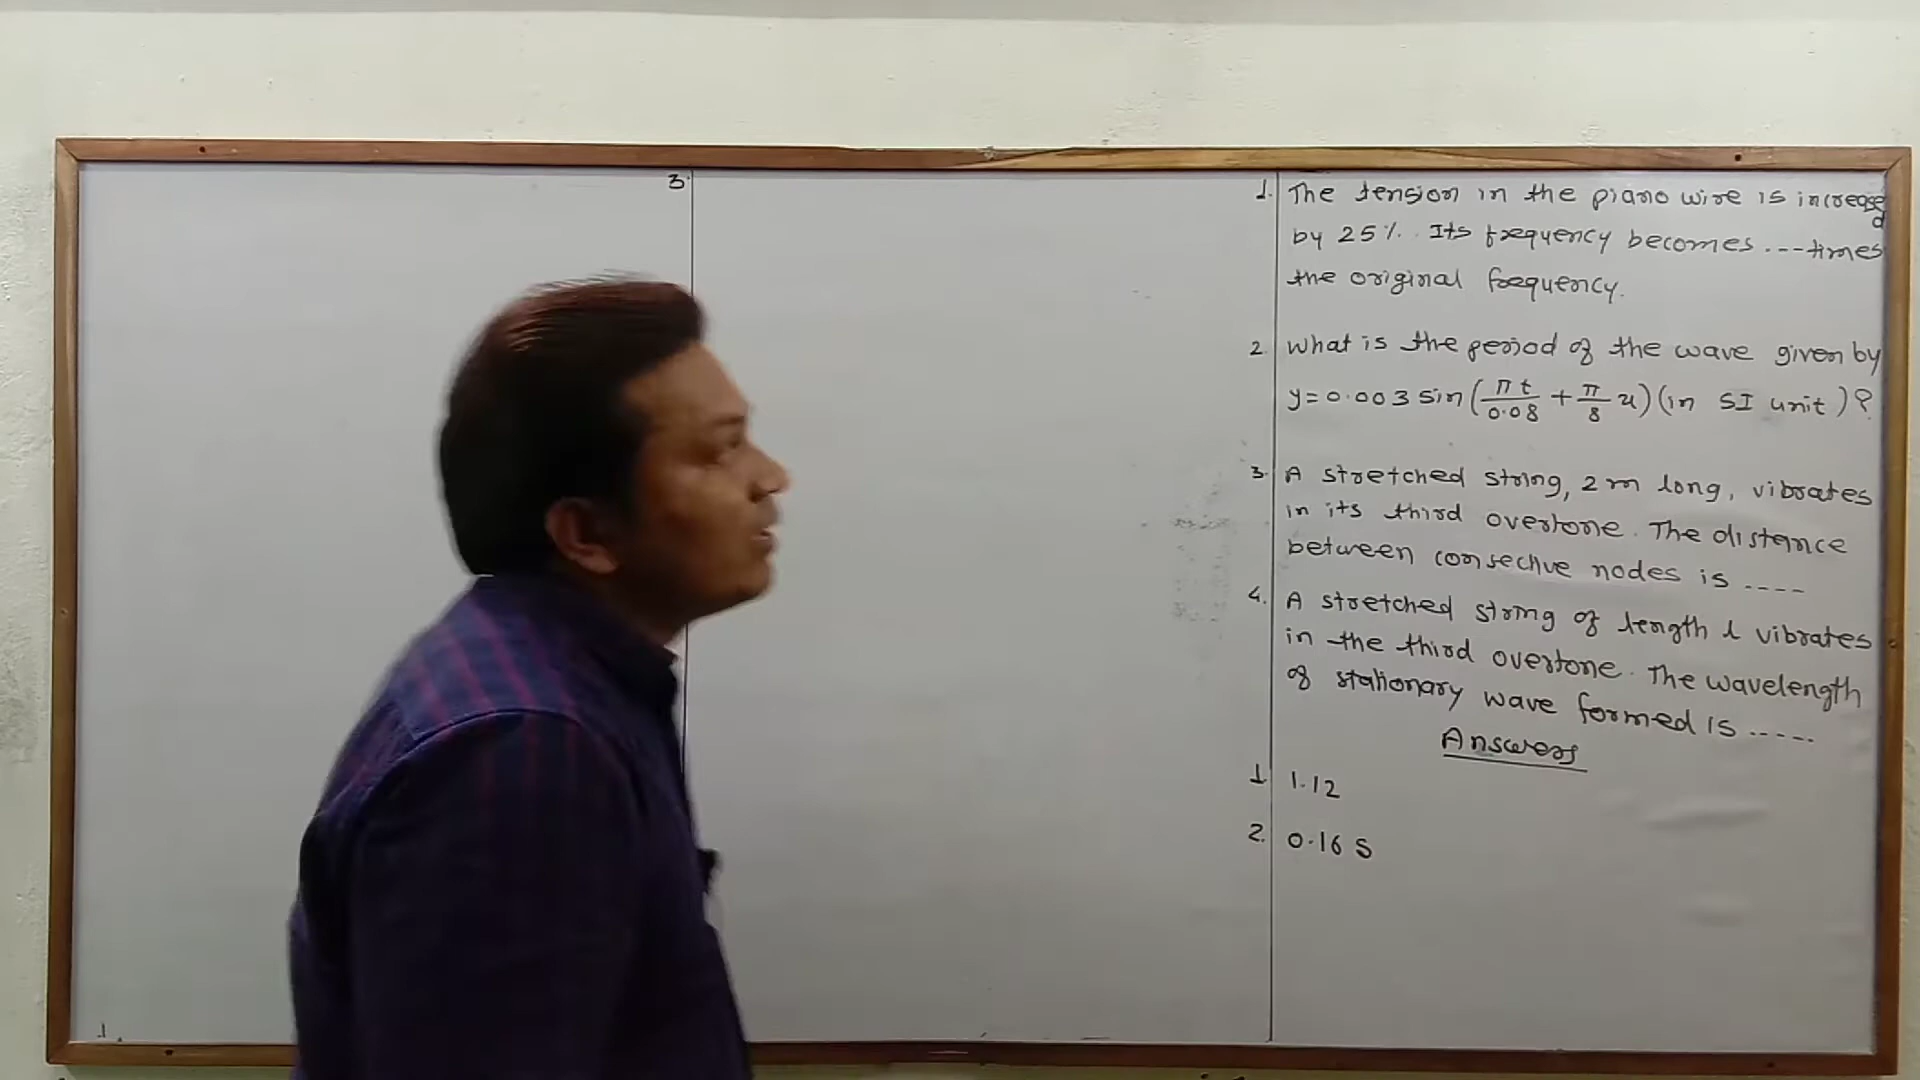 3.
1. The tension in the piano wire is increased
by 25%. Its frequency becomes ---times
the original frequency.
2. What is the period of the wave given by
y=0.003 sin(πt/0.08 + π/8 x) (in SI unit)?
3. A stretched string, 2m long, vibrates
in its third overtone. The distance
between consective nodes is ----
4. A stretched string of length l vibrates
in the third overtone. The wavelength
of stationary wave formed is -----
Answers
1. 1.12
2. 0.16 s